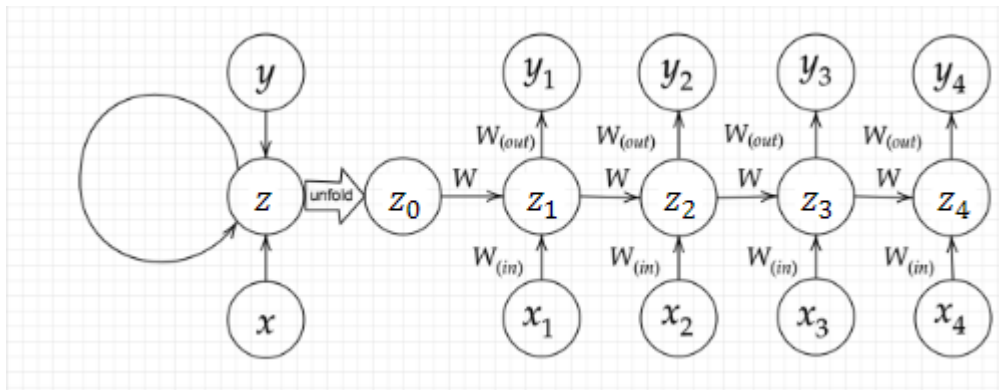 y y₁ y₂ y₃ y₄
W₍out₎ W₍out₎ W₍out₎ W₍out₎
W W W W
z unfold z₀ z₁ z₂ z₃ z₄
W₍in₎ W₍in₎ W₍in₎ W₍in₎
x x₁ x₂ x₃ x₄